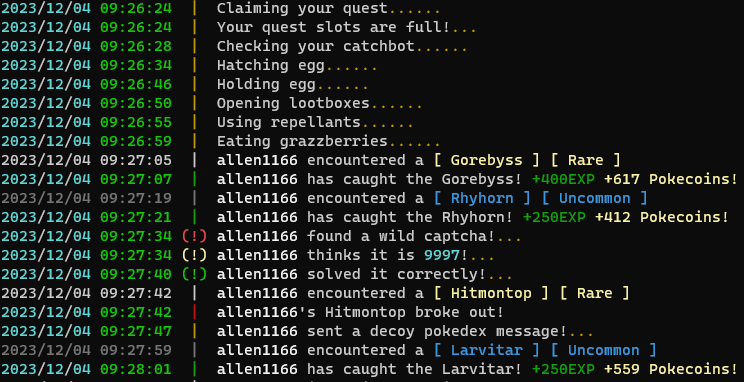 2023/12/04 09:26:24 | Claiming your quest......
2023/12/04 09:26:24 | Your quest slots are full!...
2023/12/04 09:26:28 | Checking your catchbot......
2023/12/04 09:26:34 | Hatching egg......
2023/12/04 09:26:46 | Holding egg......
2023/12/04 09:26:50 | Opening lootboxes......
2023/12/04 09:26:55 | Using repellants......
2023/12/04 09:26:59 | Eating grazzberries......
2023/12/04 09:27:05 | allen1166 encountered a [ Gorebyss ] [ Rare ]
2023/12/04 09:27:07 | allen1166 has caught the Gorebyss! +400EXP +617 Pokecoins!
2023/12/04 09:27:19 | allen1166 encountered a [ Rhyhorn ] [ Uncommon ]
2023/12/04 09:27:21 | allen1166 has caught the Rhyhorn! +250EXP +412 Pokecoins!
2023/12/04 09:27:34 (!) allen1166 found a wild captcha!...
2023/12/04 09:27:34 (!) allen1166 thinks it is 9997!...
2023/12/04 09:27:40 (!) allen1166 solved it correctly!...
2023/12/04 09:27:42 | allen1166 encountered a [ Hitmontop ] [ Rare ]
2023/12/04 09:27:42 | allen1166's Hitmontop broke out!
2023/12/04 09:27:47 | allen1166 sent a decoy pokedex message!...
2023/12/04 09:27:59 | allen1166 encountered a [ Larvitar ] [ Uncommon ]
2023/12/04 09:28:01 | allen1166 has caught the Larvitar! +250EXP +559 Pokecoins!